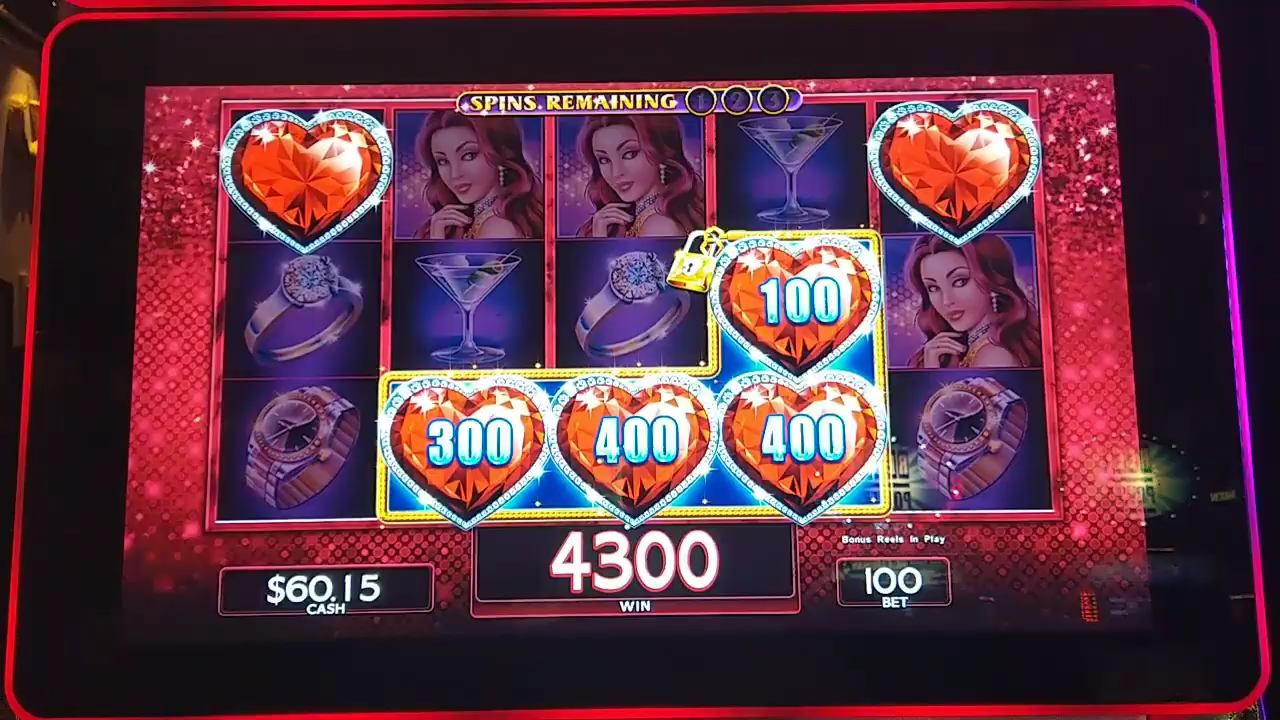 SPINS REMAINING 1 2 3
100
300 400 400
Bonus Reels In Play
4300
WIN
$60.15
CASH
100
BET